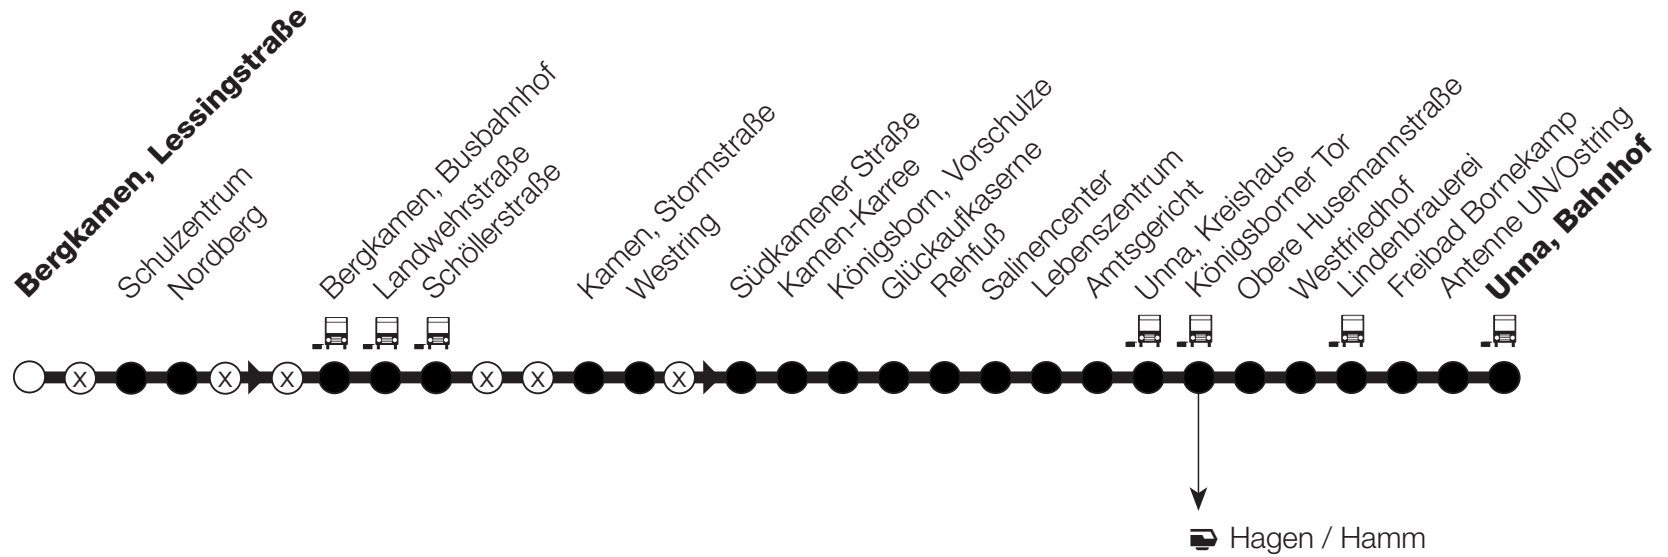 Bergkamen, Lessingstraße
Schulzentrum
Nordberg
Bergkamen, Busbahnhof
Landwehrstraße
Schöllerstraße
Kamen, Stormstraße
Westring
Südkamener Straße
Kamen-Karree
Königsborn, Vorschulze
Glückaufkaserne
Rehfuß
Salinencenter
Lebenszentrum
Amtsgericht
Unna, Kreishaus
Königsborner Tor
Obere Husemannstraße
Westfriedhof
Lindenbrauerei
Freibad Bornekamp
Antenne UN/Ostring
Unna, Bahnhof
x
x
x
x
x
x
Hagen / Hamm